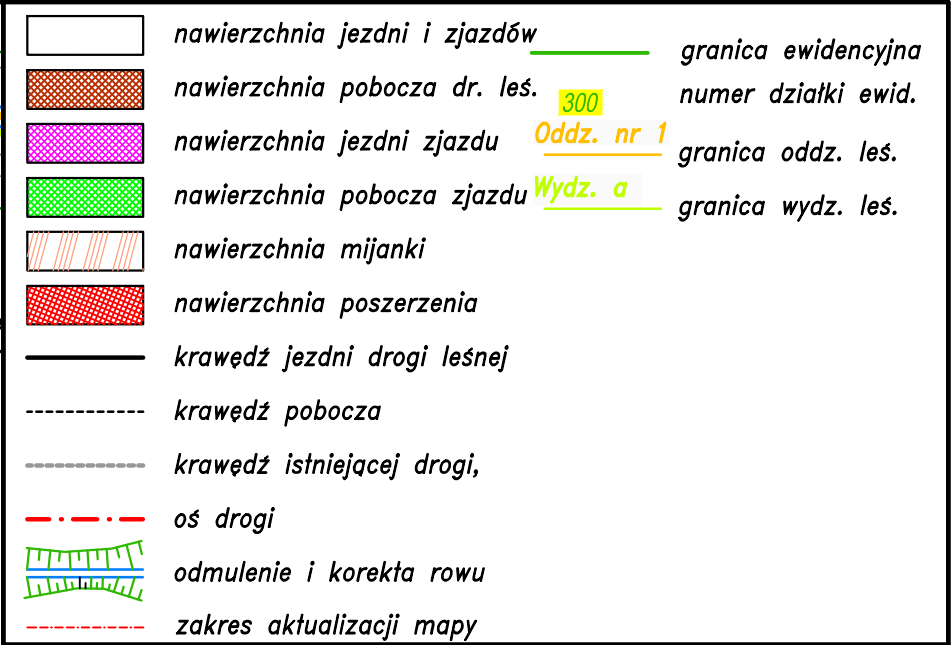 nawierzchnia jezdni i zjazdów
nawierzchnia pobocza dr. leś.
nawierzchnia jezdni zjazdu
nawierzchnia pobocza zjazdu
nawierzchnia mijanki
nawierzchnia poszerzenia
krawędź jezdni drogi leśnej
krawędź pobocza
krawędź istniejącej drogi,
oś drogi
odmulenie i korekta rowu
zakres aktualizacji mapy
granica ewidencyjna
300
numer działki ewid.
Oddz. nr 1
granica oddz. leś.
Wydz. a
granica wydz. leś.